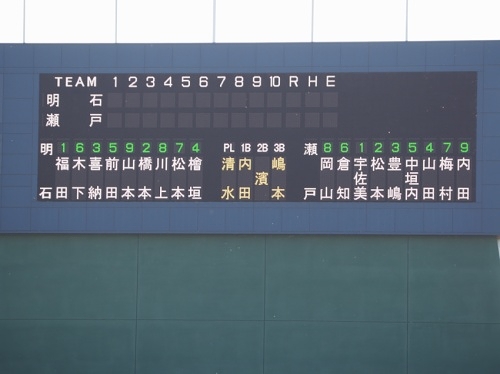 TEAM 1 2 3 4 5 6 7 8 9 10 R H E
明石
瀬戸
明石 1 6 3 5 9 2 8 7 4
福田 木下 喜納 前田 山本 橋本 川上 松本 檜垣
PL 1B 2B 3B
清水 内田 濱 嶋本
瀬戸 8 6 1 2 3 5 4 7 9
岡山 倉知 宇佐美 松本 豊嶋 中垣内 山田 梅村 内田